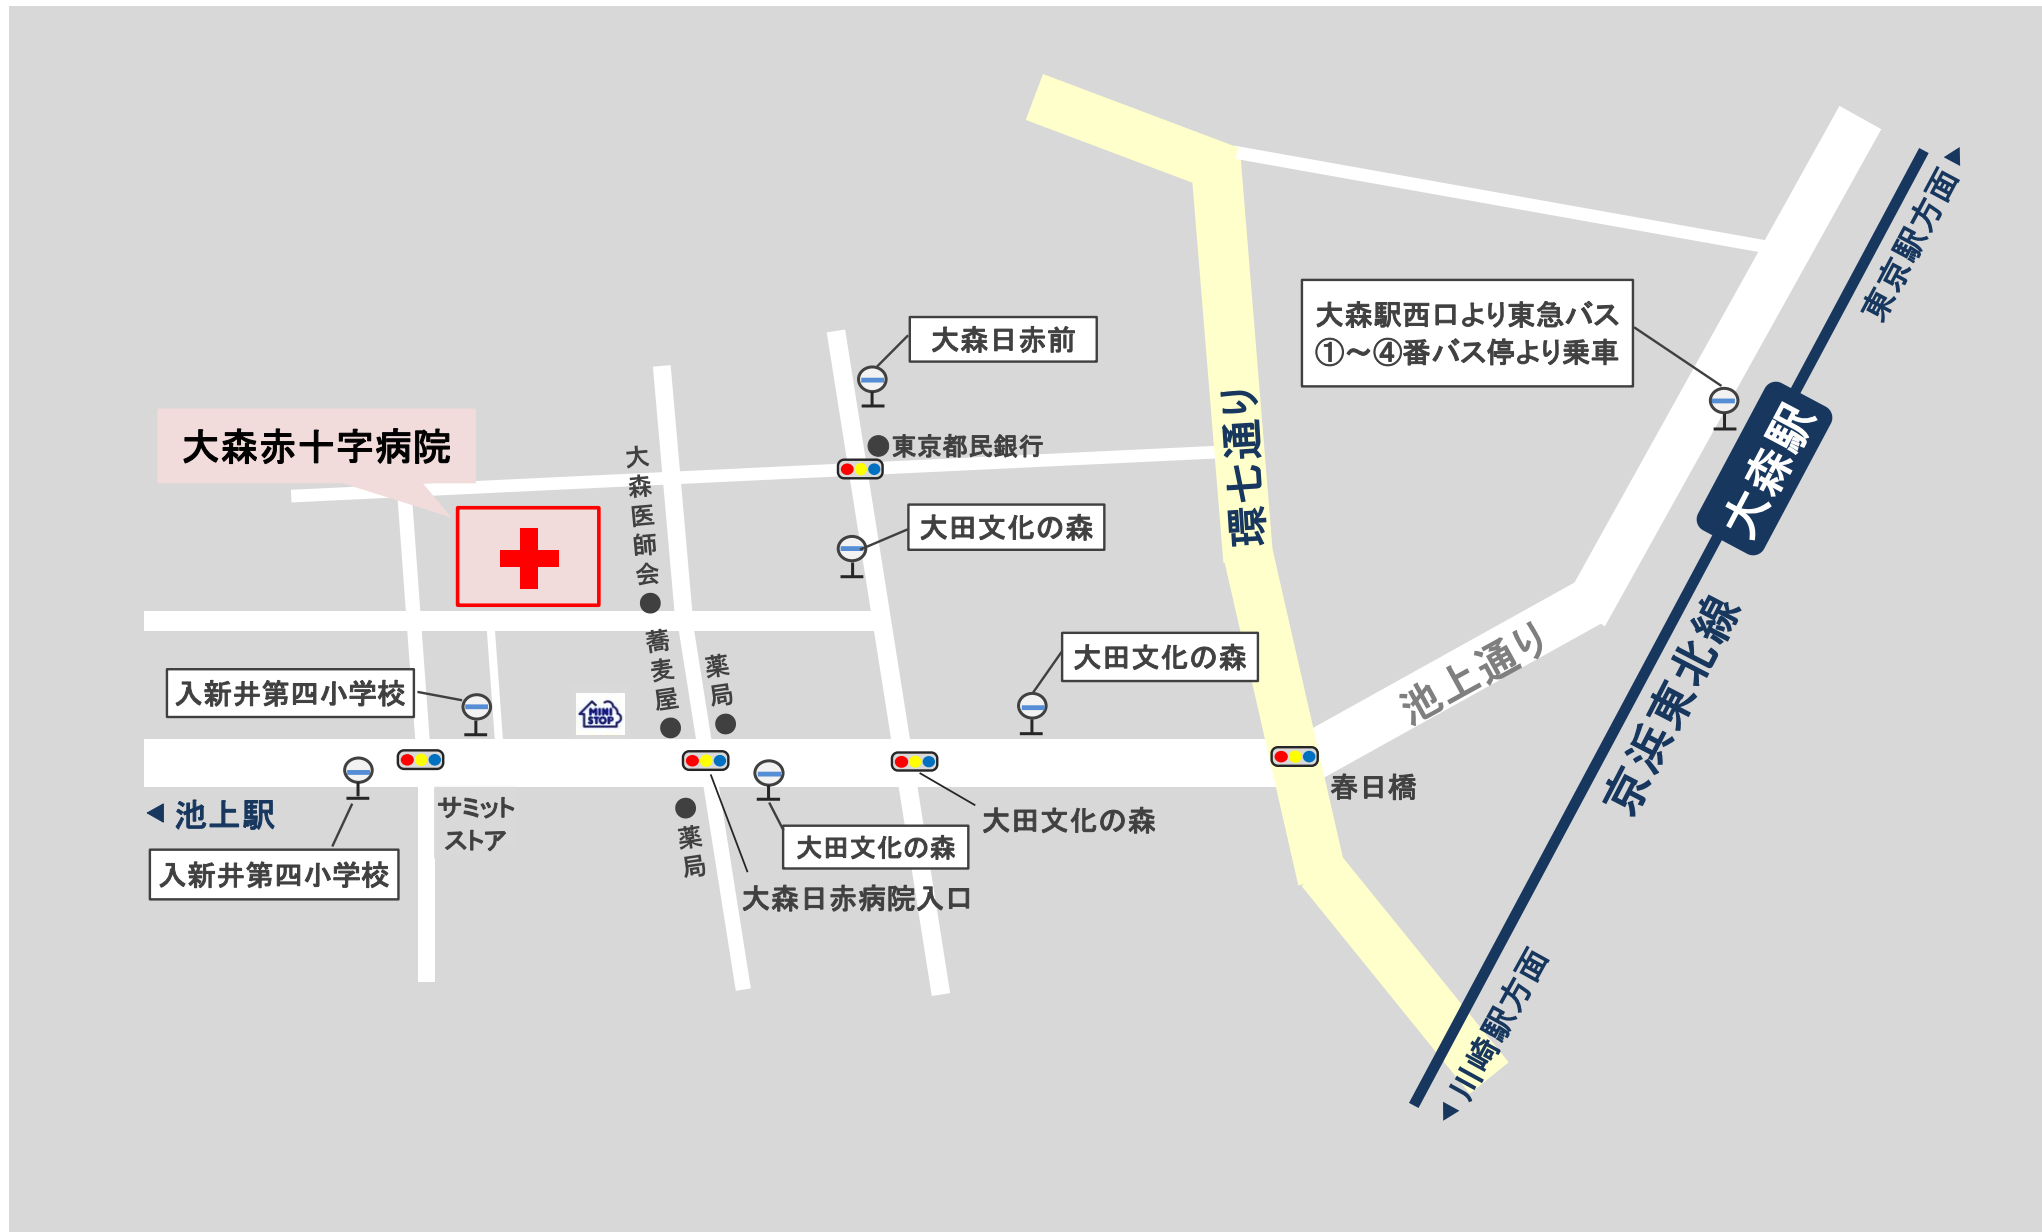 東京駅方面
大森駅西口より東急バス
①～④番バス停より乗車
大森日赤前
大森赤十字病院
東京都民銀行
大森医師会
環七通り
大森駅
大田文化の森
蕎麦屋
薬局
大田文化の森
池上通り
京浜東北線
入新井第四小学校
MINI
STOP
春日橋
池上駅
サミット
ストア
薬局
大田文化の森
大田文化の森
入新井第四小学校
大森日赤病院入口
川崎駅方面